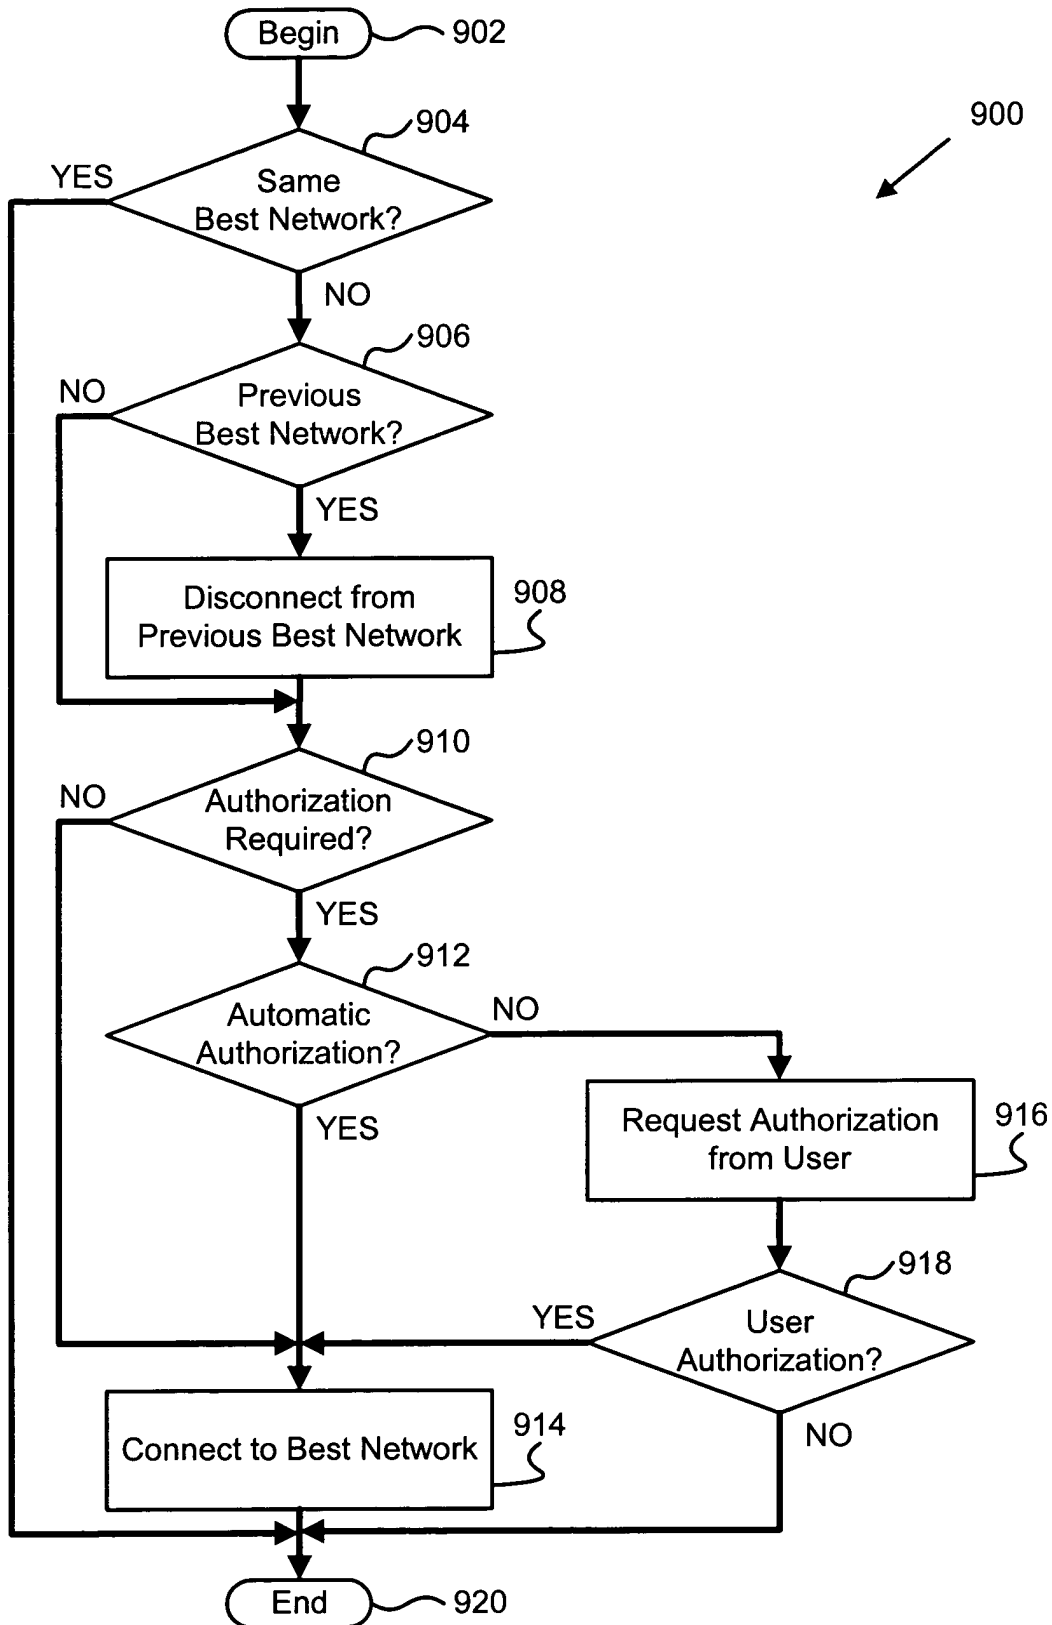 Begin
902
904
900
YES
Same
Best Network?
NO
906
NO
Previous
Best Network?
YES
Disconnect from
Previous Best Network
908
910
NO
Authorization
Required?
YES
912
Automatic
Authorization?
NO
YES
Request Authorization
from User
916
918
YES
User
Authorization?
NO
Connect to Best Network
914
End
920